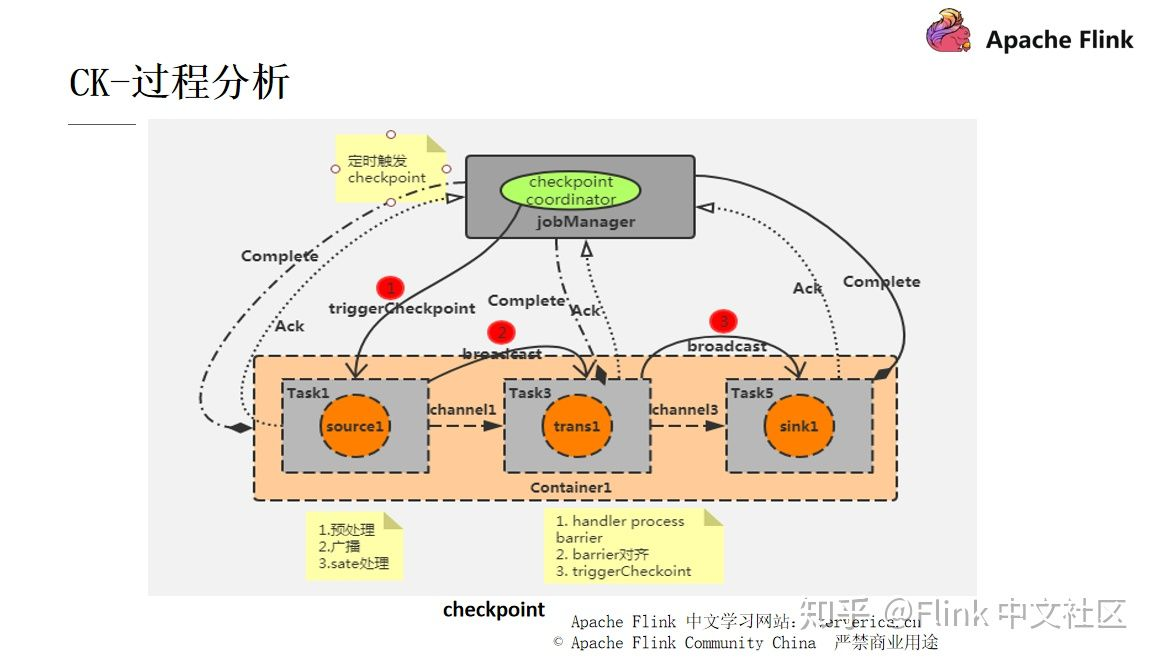 Apache Flink
CK-过程分析
定时触发
checkpoint
checkpoint
coordinator
jobManager
Complete
1
triggerCheckpoint
Ack
Complete
Ack
2
broadcast
3
broadcast
Ack
Complete
Task1
source1
channel1
Task3
trans1
channel3
Task5
sink1
Container1
1.预处理
2.广播
3.sate处理
1. handler process
barrier
2. barrier对齐
3. triggerCheckoint
checkpoint
Apache Flink 中文学习网站:
知乎 @Flink 中文社区
© Apache Flink Community China 严禁商业用途